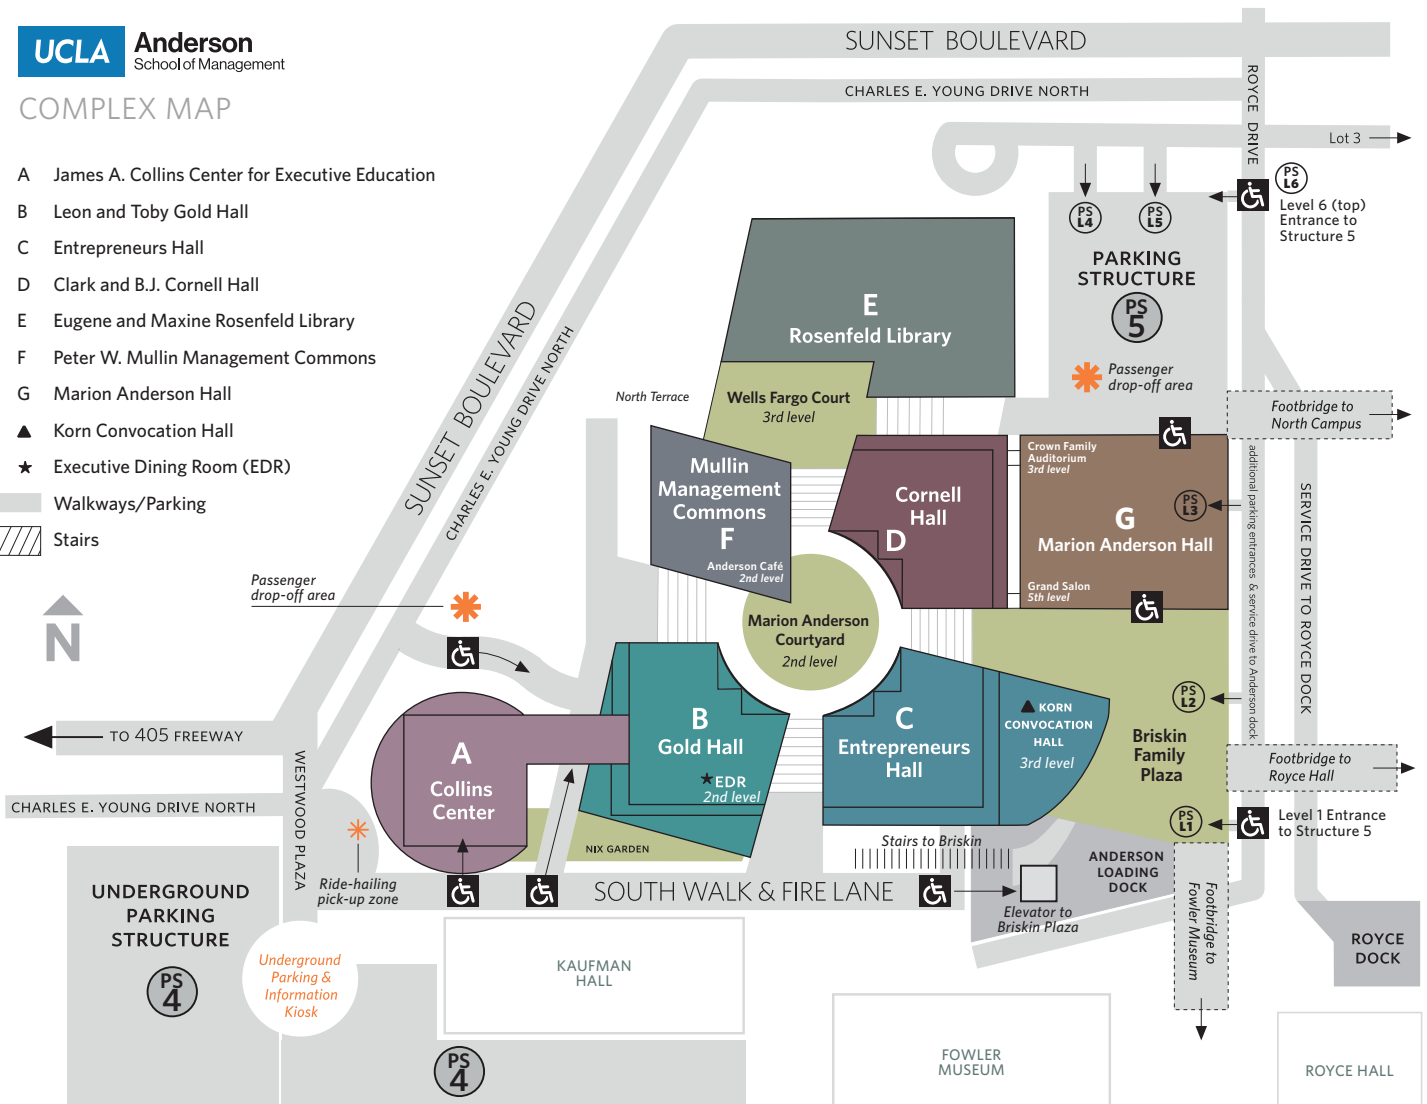 UCLA Anderson
School of Management
COMPLEX MAP
A James A. Collins Center for Executive Education
B Leon and Toby Gold Hall
C Entrepreneurs Hall
D Clark and B.J. Cornell Hall
E Eugene and Maxine Rosenfeld Library
F Peter W. Mullin Management Commons
G Marion Anderson Hall
Korn Convocation Hall
Executive Dining Room (EDR)
Walkways/Parking
Stairs
N
SUNSET BOULEVARD
CHARLES E. YOUNG DRIVE NORTH
ROYCE DRIVE
Lot 3
PS
L6
Level 6 (top)
Entrance to
Structure 5
PS
L4
PS
L5
PARKING
STRUCTURE
PS
5
Passenger
drop-off area
E
Rosenfeld Library
North Terrace
Wells Fargo Court
3rd level
SUNSET BOULEVARD
CHARLES E. YOUNG DRIVE NORTH
Footbridge to
North Campus
Mullin
Management
Commons
F
Anderson Café
2nd level
Cornell
Hall
D
Crown Family
Auditorium
3rd level
G
Marion Anderson Hall
Grand Salon
5th level
PS
L3
additional parking entrances & service drive to Anderson dock
SERVICE DRIVE TO ROYCE DOCK
Passenger
drop-off area
Marion Anderson
Courtyard
2nd level
B
Gold Hall
EDR
2nd level
C
Entrepreneurs
Hall
KORN
CONVOCATION
HALL
3rd level
PS
L2
Briskin
Family
Plaza
Footbridge to
Royce Hall
PS
L1
Level 1 Entrance
to Structure 5
TO 405 FREEWAY
WESTWOOD PLAZA
CHARLES E. YOUNG DRIVE NORTH
A
Collins
Center
NIX GARDEN
Stairs to Briskin
ANDERSON
LOADING
DOCK
Ride-hailing
pick-up zone
SOUTH WALK & FIRE LANE
Elevator to
Briskin Plaza
Footbridge to
Fowler Museum
ROYCE
DOCK
UNDERGROUND
PARKING
STRUCTURE
PS
4
Underground
Parking &
Information
Kiosk
KAUFMAN
HALL
PS
4
FOWLER
MUSEUM
ROYCE HALL